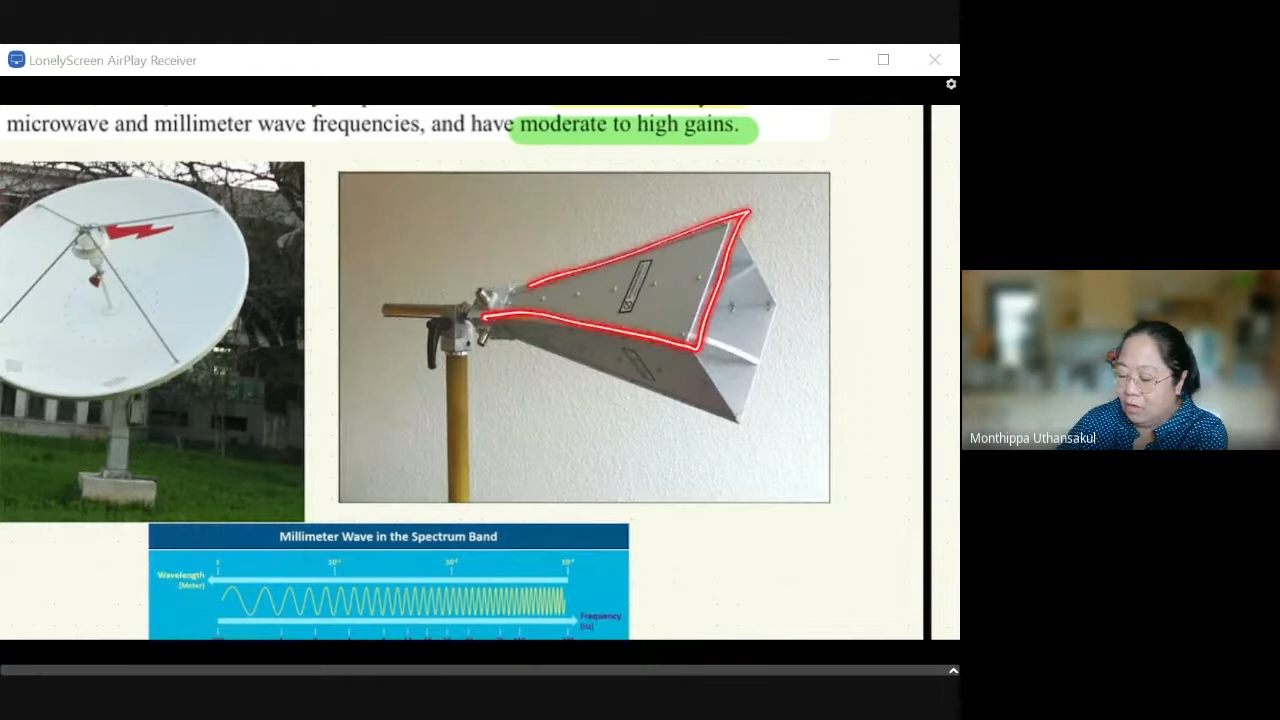 LonelyScreen AirPlay Receiver
microwave and millimeter wave frequencies, and have moderate to high gains.
Millimeter Wave in the Spectrum Band
Wavelength
(Meter)
1
Frequency
Monthippa Uthansakul